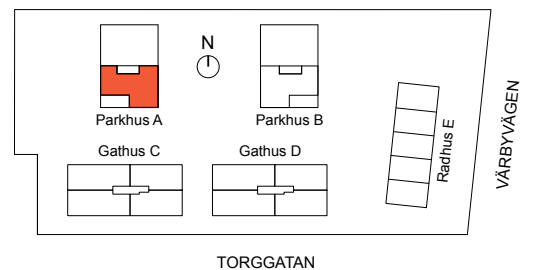 N
Parkhus A
Parkhus B
Gathus C
Gathus D
Radhus E
VÄRBYVÄGEN
TORGGATAN